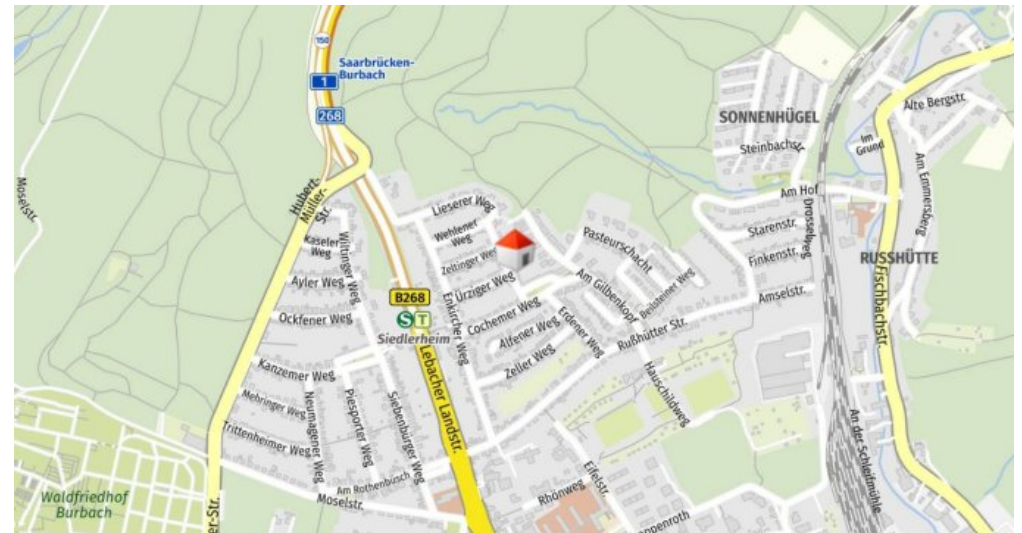 150
Saarbrücken-
Burbach
1
268
SONNENHÜGEL
Steinbachstr.
Alte Bergstr.
Im
Grund
Am Emmersberg
Moselstr.
Hubert-
Müller-
Str.
Am Hof
Drosselweg
Lieserer Weg
Wehlener
Weg
Zeltinger Weg
Pasteurschacht
Starenstr.
Finkenstr.
Amselstr.
RUSSHÜTTE
Fischbachstr.
Kaseler
Weg
Wiltinger Weg
Ayler Weg
Ockfener Weg
B268
S T
Siedlerheim
Ürziger Weg
Enkircher Weg
Cochemer Weg
Alfener Weg
Zeller Weg
Am Gilbenkopf
Beilsteiner Weg
Erdener Weg
Rußhütter Str.
Hauschildweg
Lebacher Landstr.
Kanzemer Weg
Mehringer Weg
Trittenheimer Weg
Neumagener Weg
Piesporter Weg
Siebenbürger Weg
Am Rothenbüsch
Moselstr.
Waldfriedhof
Burbach
er-Str.
Rhönweg
Eifelstr.
oppenroth
An der Schleifmühle